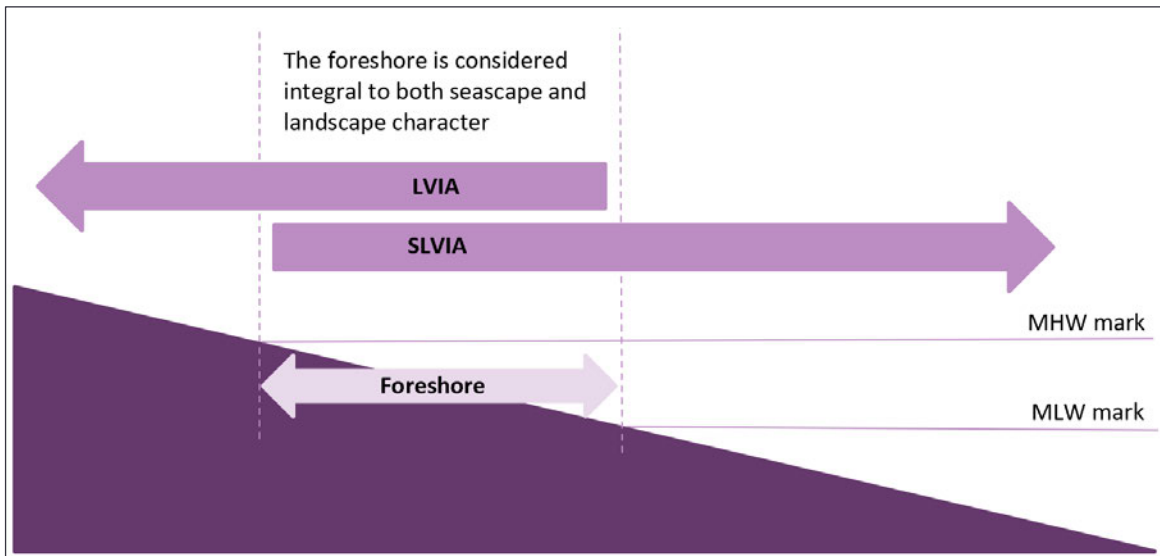 The foreshore is considered
integral to both seascape and
landscape character
LVIA
SLVIA
MHW mark
Foreshore
MLW mark